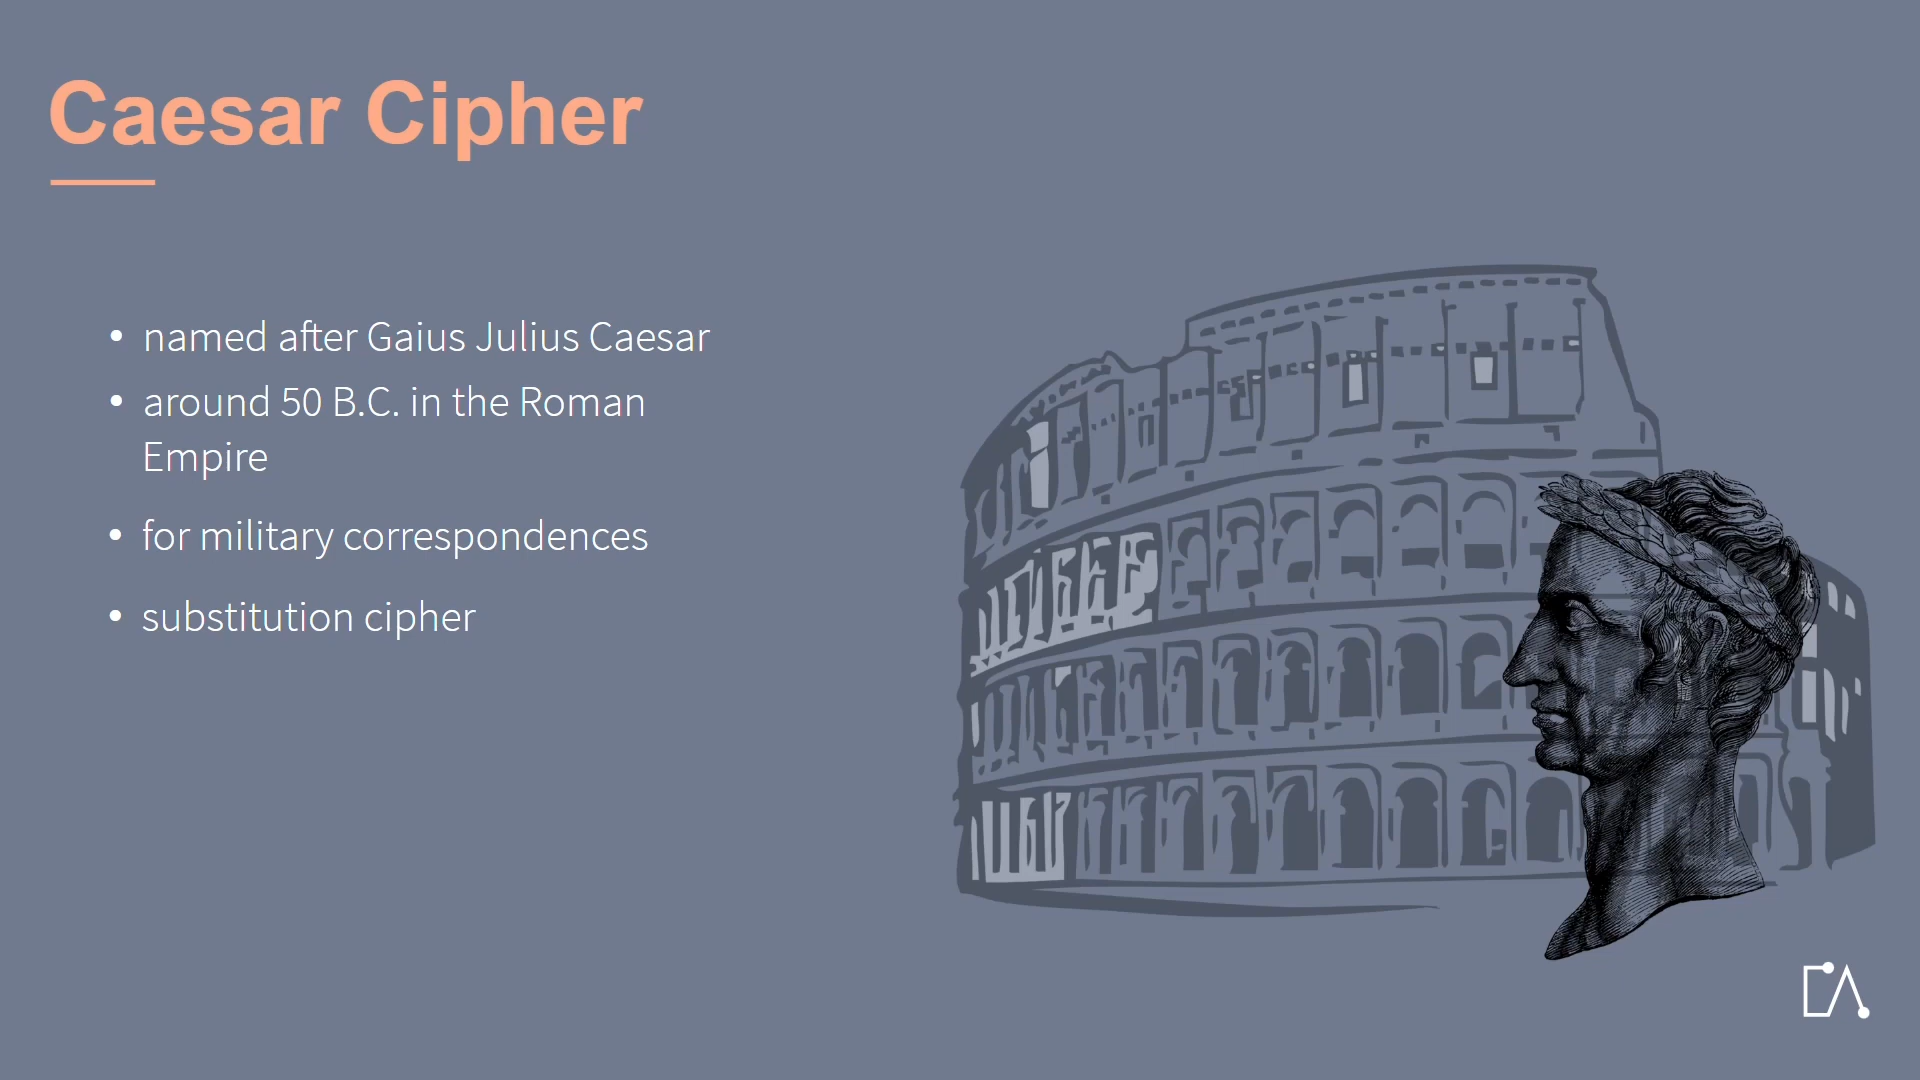 Caesar Cipher
• named after Gaius Julius Caesar
• around 50 B.C. in the Roman
Empire
• for military correspondences
• substitution cipher